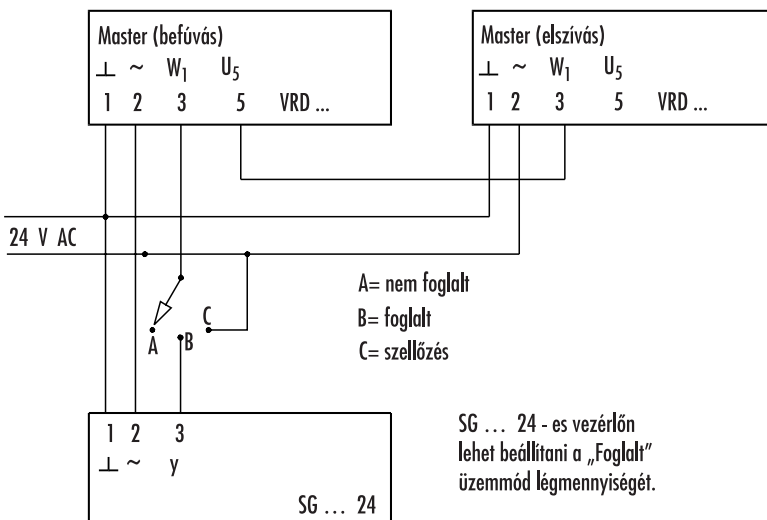 Master (befúvás)
⊥ ~ W1 U5
1 2 3 5 VRD ...
Master (elszívás)
⊥ ~ W1 U5
1 2 3 5 VRD ...
24 V AC
A= nem foglalt
B= foglalt
C= szellőzés
A B C
1 2 3
⊥ ~ y
SG ... 24
SG ... 24 - es vezérlőn
lehet beállítani a „Foglalt”
üzemmód légmennyiségét.